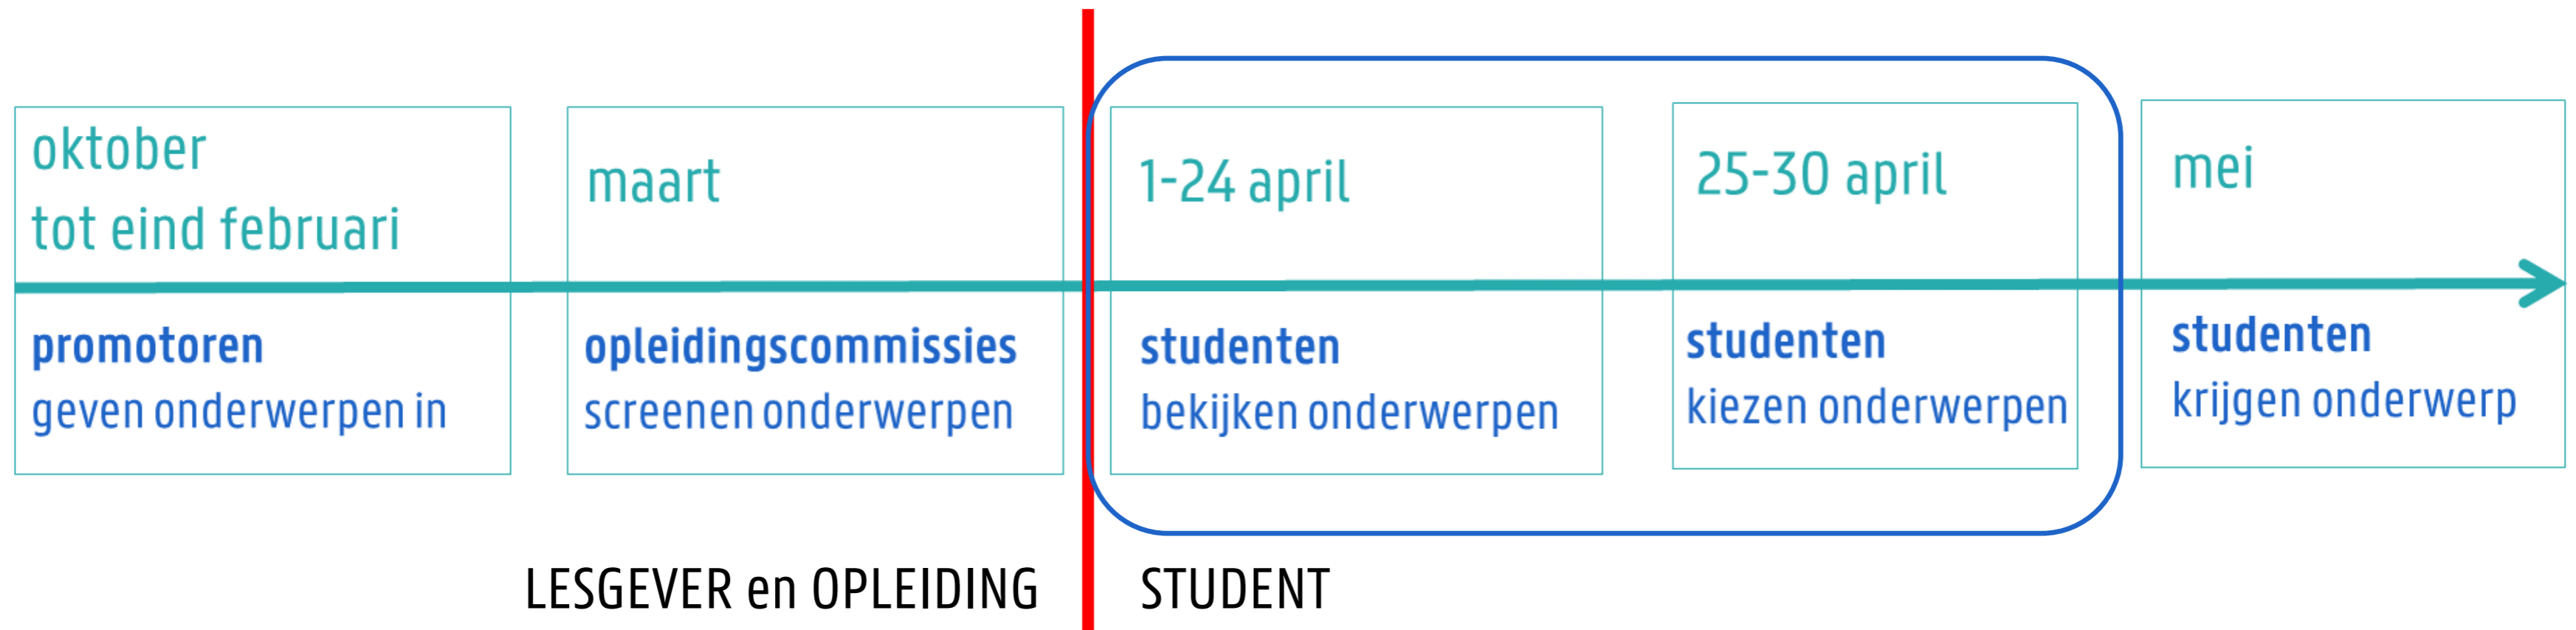 oktober
tot eind februari
promotoren
geven onderwerpen in
maart
opleidingscommissies
screenen onderwerpen
1-24 april
studenten
bekijken onderwerpen
25-30 april
studenten
kiezen onderwerpen
mei
studenten
krijgen onderwerp
LESGEVER en OPLEIDING
STUDENT